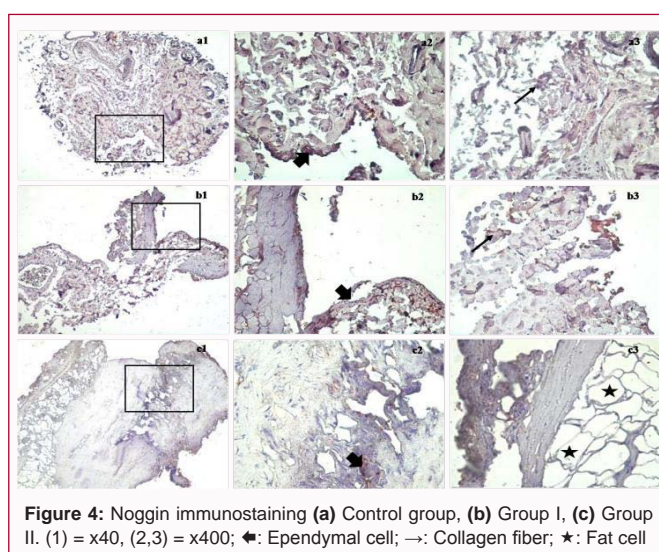 a1
a2
a3
b1
b2
b3
c1
c2
c3
Figure 4: Noggin immunostaining (a) Control group, (b) Group I, (c) Group
II. (1) = x40, (2,3) = x400; 🡄: Ependymal cell; →: Collagen fiber; ★: Fat cell